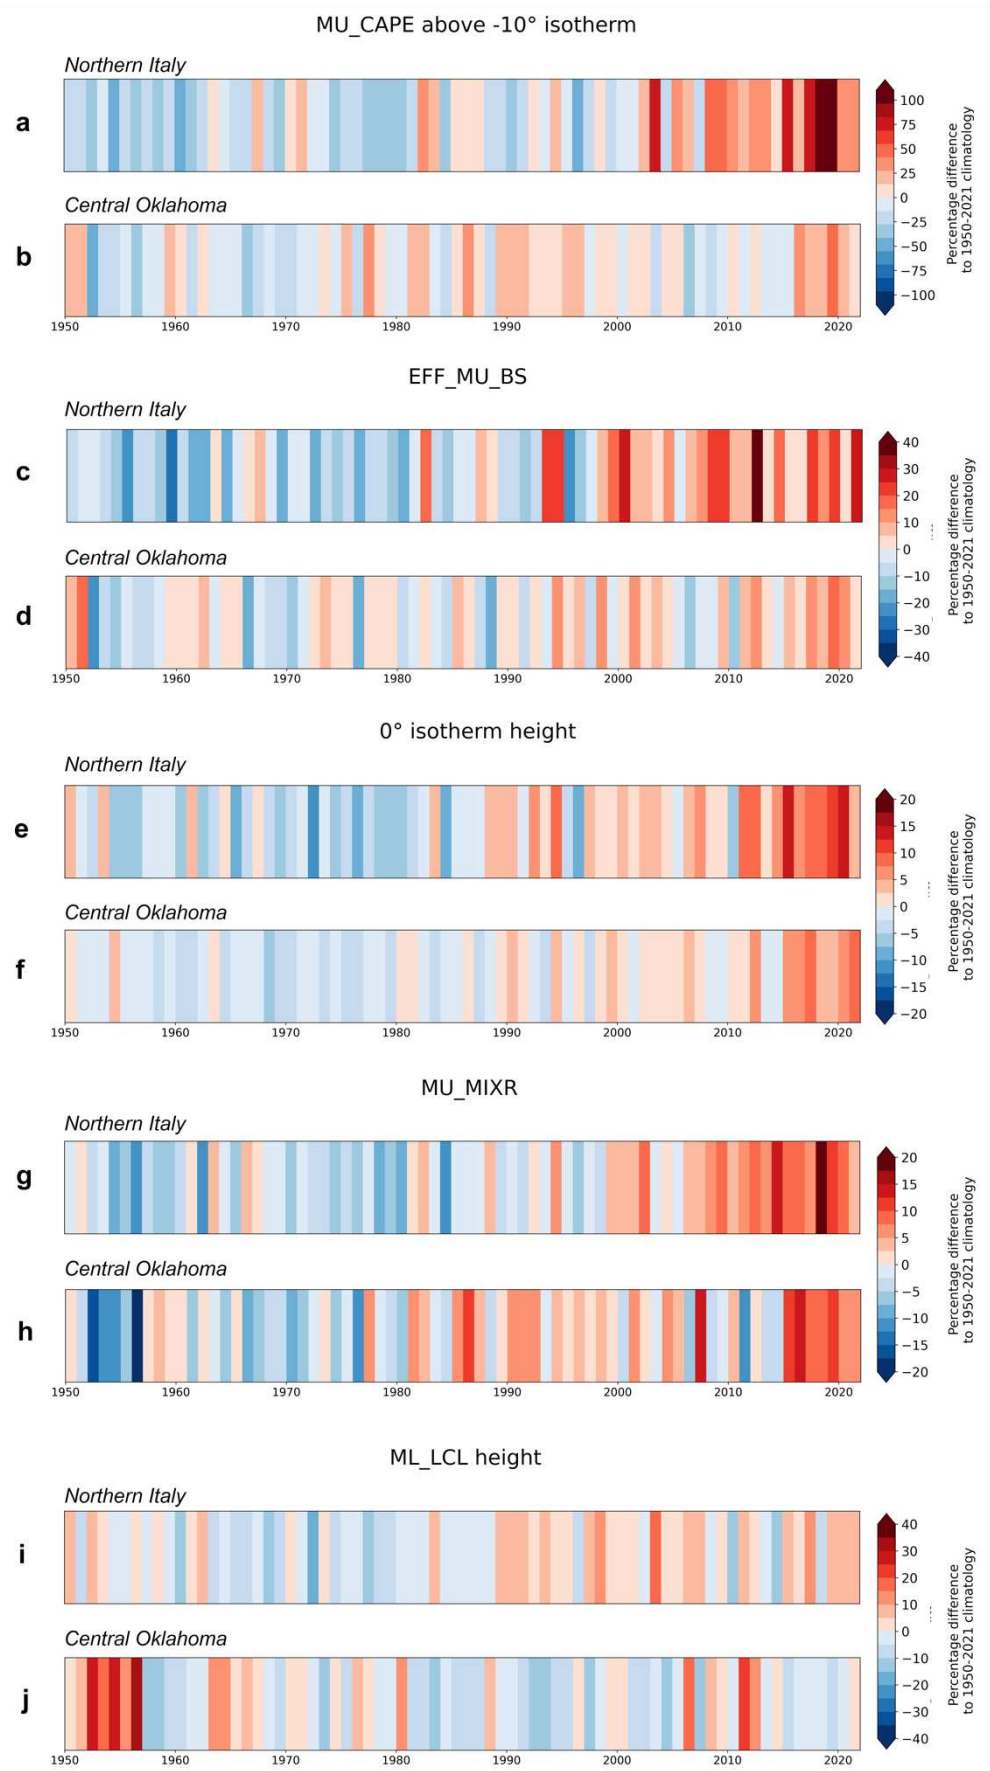 MU_CAPE above -10° isotherm
Northern Italy
a
Central Oklahoma
b
1950 1960 1970 1980 1990 2000 2010 2020
100
75
50
25
0
−25
−50
−75
−100
Percentage difference
to 1950-2021 climatology
EFF_MU_BS
Northern Italy
c
Central Oklahoma
d
1950 1960 1970 1980 1990 2000 2010 2020
40
30
20
10
0
−10
−20
−30
−40
Percentage difference
to 1950-2021 climatology
0° isotherm height
Northern Italy
e
Central Oklahoma
f
1950 1960 1970 1980 1990 2000 2010 2020
20
15
10
5
0
−5
−10
−15
−20
Percentage difference
to 1950-2021 climatology
MU_MIXR
Northern Italy
g
Central Oklahoma
h
1950 1960 1970 1980 1990 2000 2010 2020
20
15
10
5
0
−5
−10
−15
−20
Percentage difference
to 1950-2021 climatology
ML_LCL height
Northern Italy
i
Central Oklahoma
j
1950 1960 1970 1980 1990 2000 2010 2020
40
30
20
10
0
−10
−20
−30
−40
Percentage difference
to 1950-2021 climatology